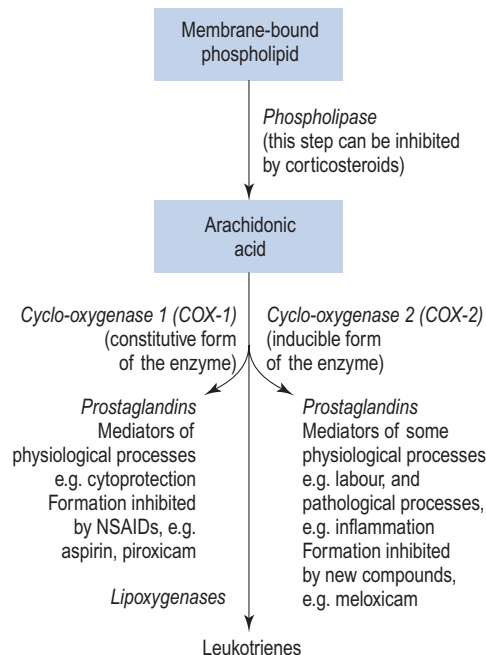 Membrane-bound
phospholipid
Phospholipase
(this step can be inhibited
by corticosteroids)
Arachidonic
acid
Cyclo-oxygenase 1 (COX-1)
(constitutive form
of the enzyme)
Cyclo-oxygenase 2 (COX-2)
(inducible form
of the enzyme)
Prostaglandins
Mediators of
physiological processes
e.g. cytoprotection
Formation inhibited
by NSAIDs, e.g.
aspirin, piroxicam
Prostaglandins
Mediators of some
physiological processes
e.g. labour, and
pathological processes,
e.g. inflammation
Formation inhibited
by new compounds,
e.g. meloxicam
Lipoxygenases
Leukotrienes